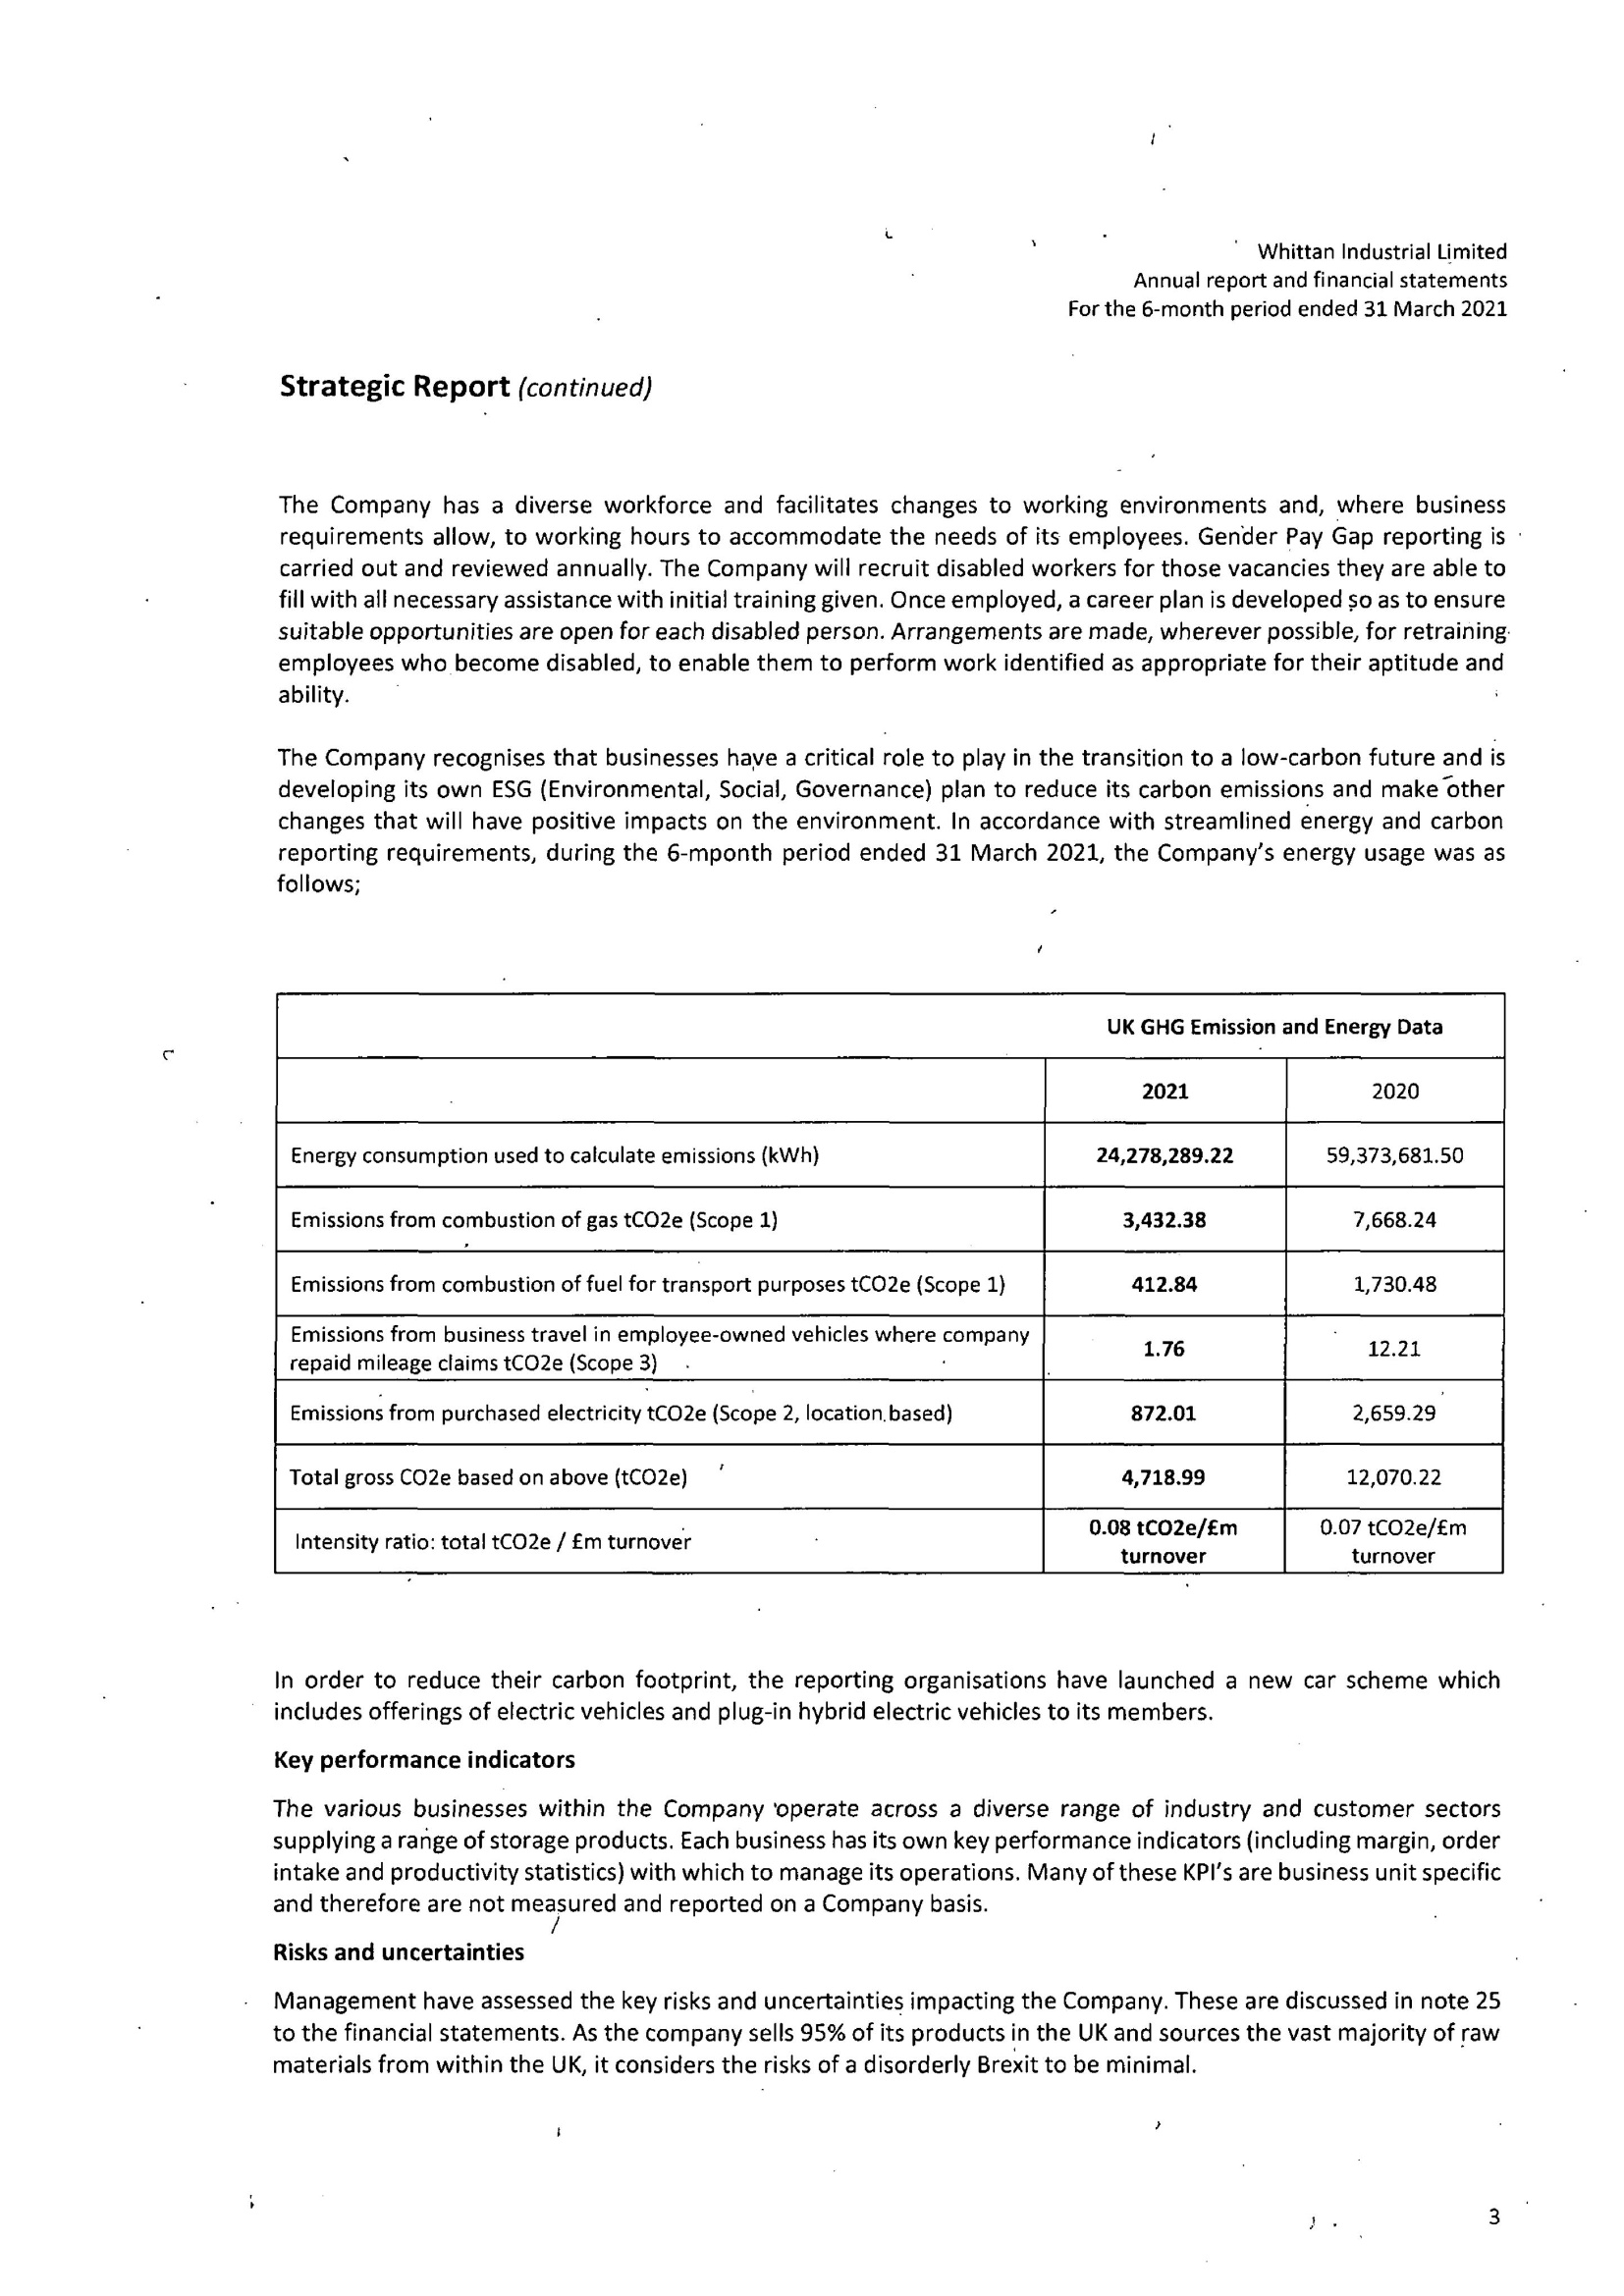 Whittan Industrial Limited
Annual report and financial statements
For the 6-month period ended 31 March 2021
Strategic Report (continued)
The Company has a diverse workforce and facilitates changes to working environments and, where business
requirements allow, to working hours to accommodate the needs of its employees. Gender Pay Gap reporting is
carried out and reviewed annually. The Company will recruit disabled workers for those vacancies they are able to
fill with all necessary assistance with initial training given. Once employed, a career plan is developed so as to ensure
suitable opportunities are open for each disabled person. Arrangements are made, wherever possible, for retraining
employees who become disabled, to enable them to perform work identified as appropriate for their aptitude and
ability.
The Company recognises that businesses have a critical role to play in the transition to a low-carbon future and is
developing its own ESG (Environmental, Social, Governance) plan to reduce its carbon emissions and make other
changes that will have positive impacts on the environment. In accordance with streamlined energy and carbon
reporting requirements, during the 6-mponth period ended 31 March 2021, the Company's energy usage was as
follows;
UK GHG Emission and Energy Data
2021 2020
Energy consumption used to calculate emissions (kWh) 24,278,289.22 59,373,681.50
Emissions from combustion of gas tCO2e (Scope 1) 3,432.38 7,668.24
Emissions from combustion of fuel for transport purposes tCO2e (Scope 1) 412.84 1,730.48
Emissions from business travel in employee-owned vehicles where company
repaid mileage claims tCO2e (Scope 3) 1.76 12.21
Emissions from purchased electricity tCO2e (Scope 2, location based) 872.01 2,659.29
Total gross CO2e based on above (tCO2e) 4,718.99 12,070.22
Intensity ratio: total tCO2e / £m turnover 0.08 tCO2e/£m turnover 0.07 tCO2e/£m turnover
In order to reduce their carbon footprint, the reporting organisations have launched a new car scheme which
includes offerings of electric vehicles and plug-in hybrid electric vehicles to its members.
Key performance indicators
The various businesses within the Company operate across a diverse range of industry and customer sectors
supplying a range of storage products. Each business has its own key performance indicators (including margin, order
intake and productivity statistics) with which to manage its operations. Many of these KPI's are business unit specific
and therefore are not measured and reported on a Company basis.
Risks and uncertainties
Management have assessed the key risks and uncertainties impacting the Company. These are discussed in note 25
to the financial statements. As the company sells 95% of its products in the UK and sources the vast majority of raw
materials from within the UK, it considers the risks of a disorderly Brexit to be minimal.
3